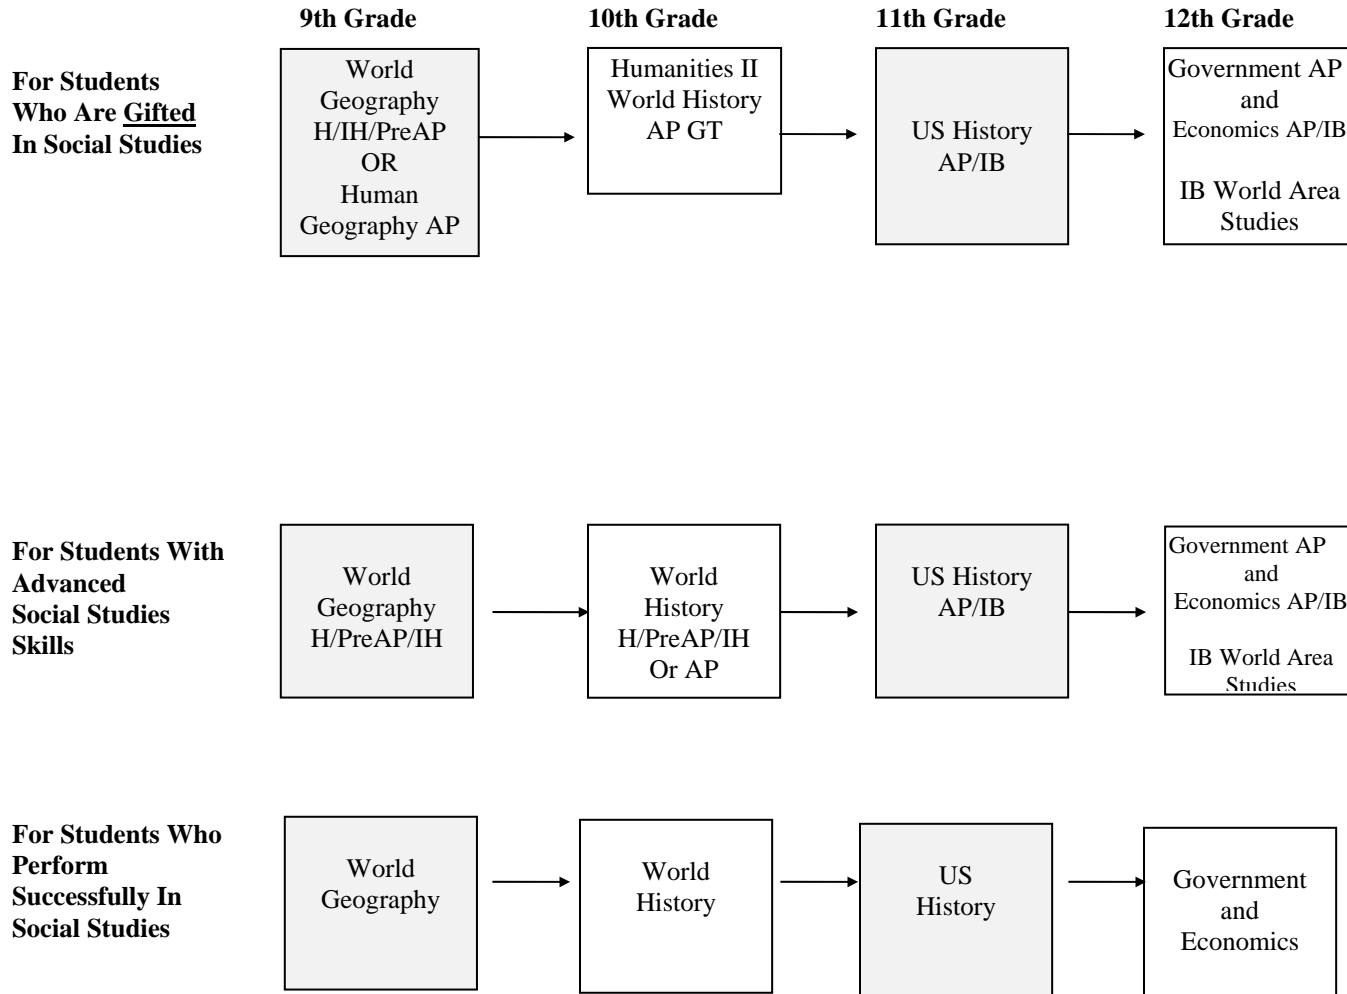 9th Grade
10th Grade
11th Grade
12th Grade
For Students
Who Are Gifted
In Social Studies
World
Geography
H/IH/PreAP
OR
Human
Geography AP
Humanities II
World History
AP GT
US History
AP/IB
Government AP
and
Economics AP/IB
IB World Area
Studies
For Students With
Advanced
Social Studies
Skills
World
Geography
H/PreAP/IH
World
History
H/PreAP/IH
Or AP
US History
AP/IB
Government AP
and
Economics AP/IB
IB World Area
Studies
For Students Who
Perform
Successfully In
Social Studies
World
Geography
World
History
US
History
Government
and
Economics